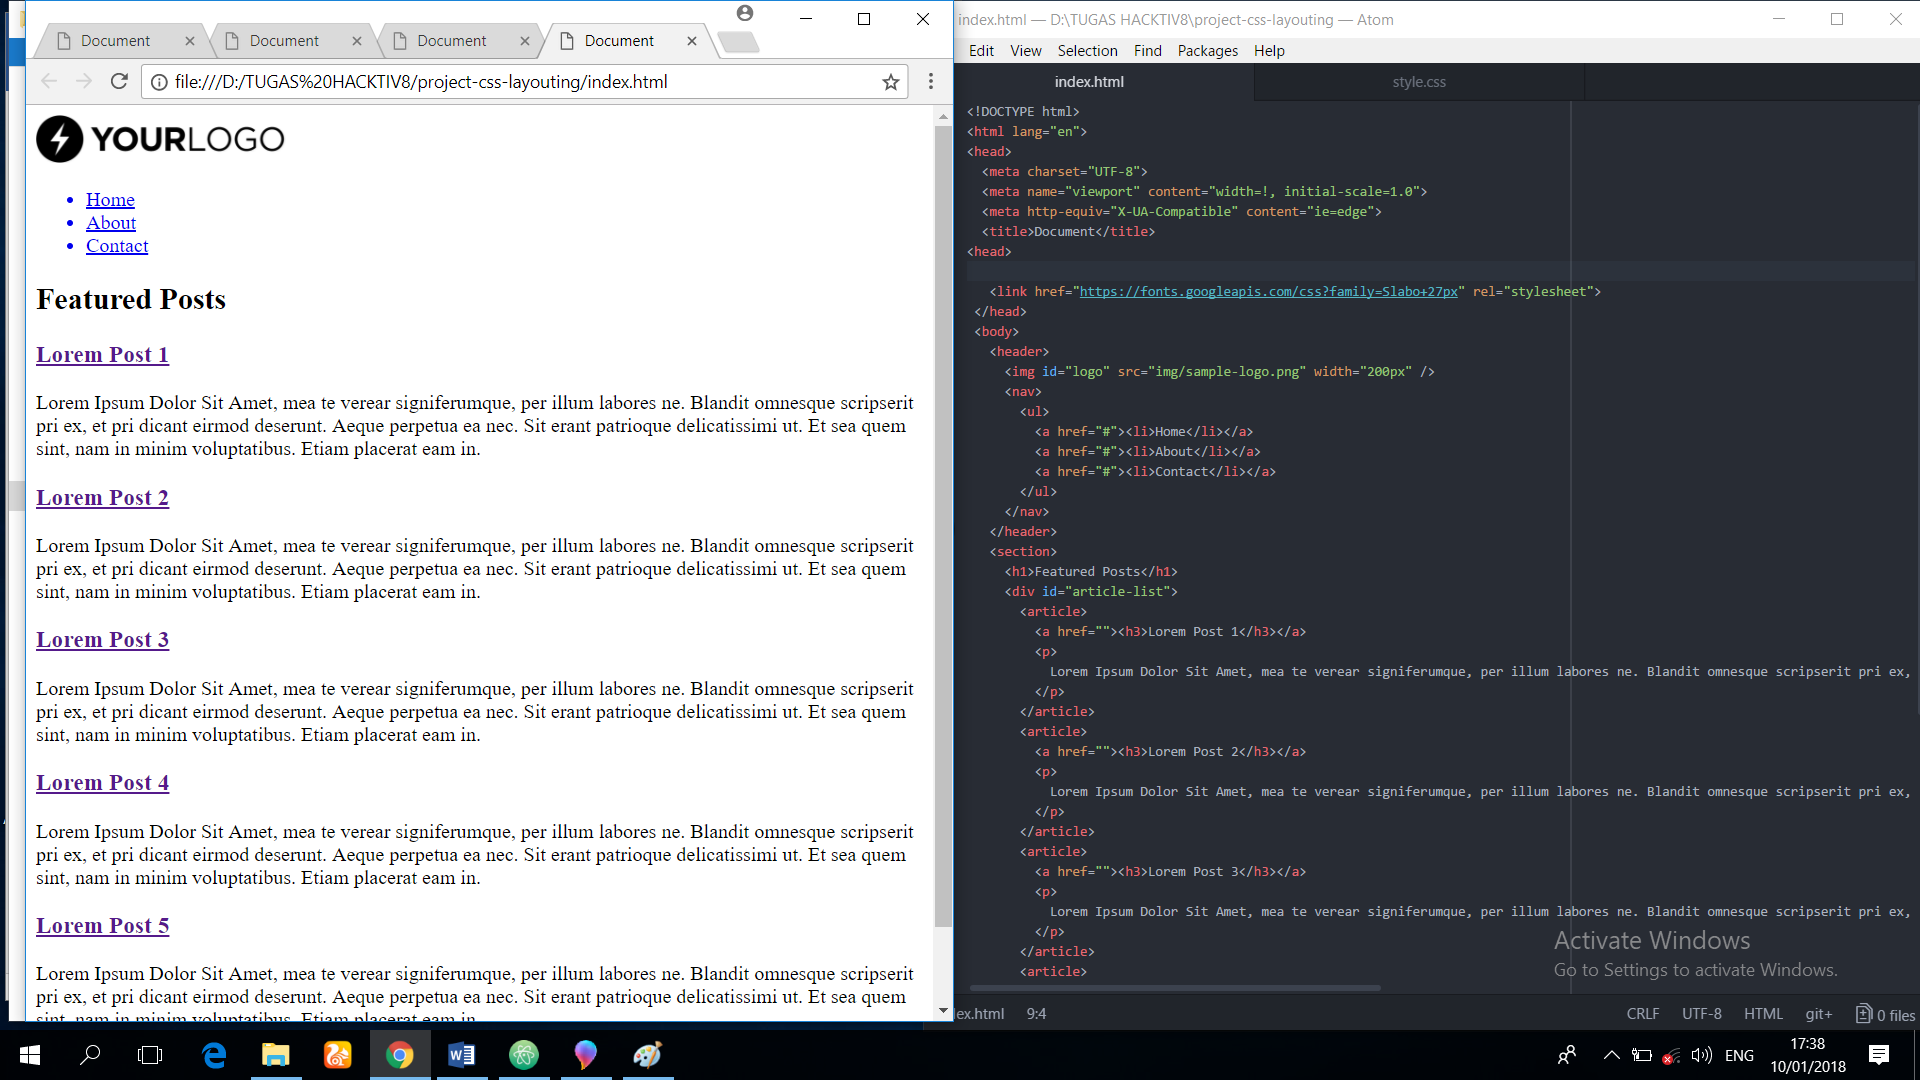 Document
Document
Document
Document
file:///D:/TUGAS%20HACKTIV8/project-css-layouting/index.html
YOURLOGO
Home
About
Contact
Featured Posts
Lorem Post 1
Lorem Ipsum Dolor Sit Amet, mea te verear signiferumque, per illum labores ne. Blandit omnesque scripserit
pri ex, et pri dicant eirmod deserunt. Aeque perpetua ea nec. Sit erant patrioque delicatissimi ut. Et sea quem
sint, nam in minim voluptatibus. Etiam placerat eam in.
Lorem Post 2
Lorem Ipsum Dolor Sit Amet, mea te verear signiferumque, per illum labores ne. Blandit omnesque scripserit
pri ex, et pri dicant eirmod deserunt. Aeque perpetua ea nec. Sit erant patrioque delicatissimi ut. Et sea quem
sint, nam in minim voluptatibus. Etiam placerat eam in.
Lorem Post 3
Lorem Ipsum Dolor Sit Amet, mea te verear signiferumque, per illum labores ne. Blandit omnesque scripserit
pri ex, et pri dicant eirmod deserunt. Aeque perpetua ea nec. Sit erant patrioque delicatissimi ut. Et sea quem
sint, nam in minim voluptatibus. Etiam placerat eam in.
Lorem Post 4
Lorem Ipsum Dolor Sit Amet, mea te verear signiferumque, per illum labores ne. Blandit omnesque scripserit
pri ex, et pri dicant eirmod deserunt. Aeque perpetua ea nec. Sit erant patrioque delicatissimi ut. Et sea quem
sint, nam in minim voluptatibus. Etiam placerat eam in.
Lorem Post 5
Lorem Ipsum Dolor Sit Amet, mea te verear signiferumque, per illum labores ne. Blandit omnesque scripserit
pri ex, et pri dicant eirmod deserunt. Aeque perpetua ea nec. Sit erant patrioque delicatissimi ut. Et sea quem
sint, nam in minim voluptatibus. Etiam placerat eam in.
index.html — D:\TUGAS HACKTIV8\project-css-layouting — Atom
Edit View Selection Find Packages Help
index.html
style.css
<!DOCTYPE html>
<html lang="en">
<head>
<meta charset="UTF-8">
<meta name="viewport" content="width=!, initial-scale=1.0">
<meta http-equiv="X-UA-Compatible" content="ie=edge">
<title>Document</title>
<head>
<link href="https://fonts.googleapis.com/css?family=Slabo+27px" rel="stylesheet">
</head>
<body>
<header>
<img id="logo" src="img/sample-logo.png" width="200px" />
<nav>
<ul>
<a href="#"><li>Home</li></a>
<a href="#"><li>About</li></a>
<a href="#"><li>Contact</li></a>
</ul>
</nav>
</header>
<section>
<h1>Featured Posts</h1>
<div id="article-list">
<article>
<a href=""><h3>Lorem Post 1</h3></a>
<p>
Lorem Ipsum Dolor Sit Amet, mea te verear signiferumque, per illum labores ne. Blandit omnesque scripserit pri ex,
</p>
</article>
<article>
<a href=""><h3>Lorem Post 2</h3></a>
<p>
Lorem Ipsum Dolor Sit Amet, mea te verear signiferumque, per illum labores ne. Blandit omnesque scripserit pri ex,
</p>
</article>
<article>
<a href=""><h3>Lorem Post 3</h3></a>
<p>
Lorem Ipsum Dolor Sit Amet, mea te verear signiferumque, per illum labores ne. Blandit omnesque scripserit pri ex,
</p>
</article>
<article>
Activate Windows
Go to Settings to activate Windows.
ex.html 9:4 CRLF UTF-8 HTML git+ 0 files
ENG
17:38
10/01/2018